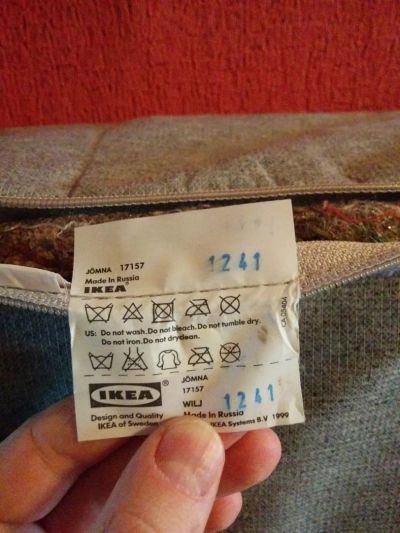 JÖMNA 17157
Made in Russia
IKEA
1241
US: Do not wash. Do not bleach. Do not tumble dry.
Do not iron. Do not dryclean.
IKEA®
Design and Quality
IKEA of Sweden
JÖMNA
17157
WILJ
1241
Made in Russia
IKEA Systems B.V 1999